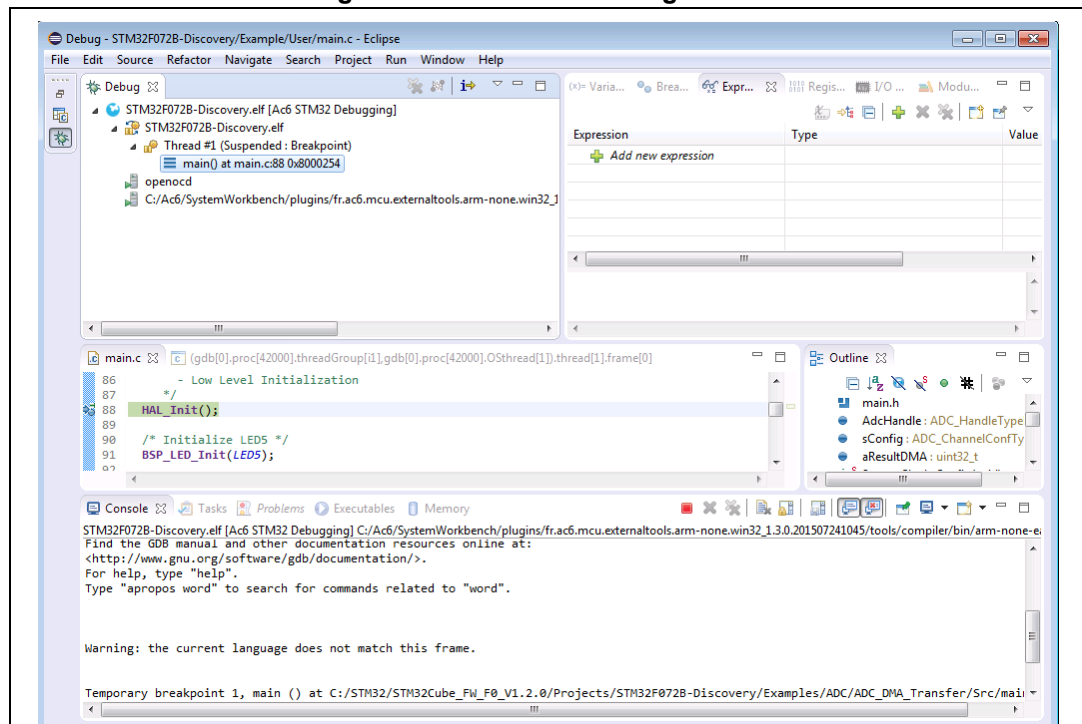 Debug - STM32F072B-Discovery/Example/User/main.c - Eclipse
File Edit Source Refactor Navigate Search Project Run Window Help
Debug
STM32F072B-Discovery.elf [Ac6 STM32 Debugging]
STM32F072B-Discovery.elf
Thread #1 (Suspended : Breakpoint)
main() at main.c:88 0x8000254
openocd
C:/Ac6/SystemWorkbench/plugins/fr.ac6.mcu.externaltools.arm-none.win32_1
(x)= Varia... Brea... Expr... Regis... I/O ... Modu...
Expression Type Value
Add new expression
main.c (gdb[0].proc[42000].threadGroup[i1],gdb[0].proc[42000].OSthread[1]).thread[1].frame[0]
86 - Low Level Initialization
87 */
88 HAL_Init();
89
90 /* Initialize LED5 */
91 BSP_LED_Init(LED5);
92
Outline
main.h
AdcHandle : ADC_HandleType
sConfig : ADC_ChannelConfTy
aResultDMA : uint32_t
Console Tasks Problems Executables Memory
STM32F072B-Discovery.elf [Ac6 STM32 Debugging] C:/Ac6/SystemWorkbench/plugins/fr.ac6.mcu.externaltools.arm-none.win32_1.3.0.201507241045/tools/compiler/bin/arm-none-ea
Find the GDB manual and other documentation resources online at:
<http://www.gnu.org/software/gdb/documentation/>.
For help, type "help".
Type "apropos word" to search for commands related to "word".
Warning: the current language does not match this frame.
Temporary breakpoint 1, main () at C:/STM32/STM32Cube_FW_F0_V1.2.0/Projects/STM32F072B-Discovery/Examples/ADC/ADC_DMA_Transfer/Src/mai